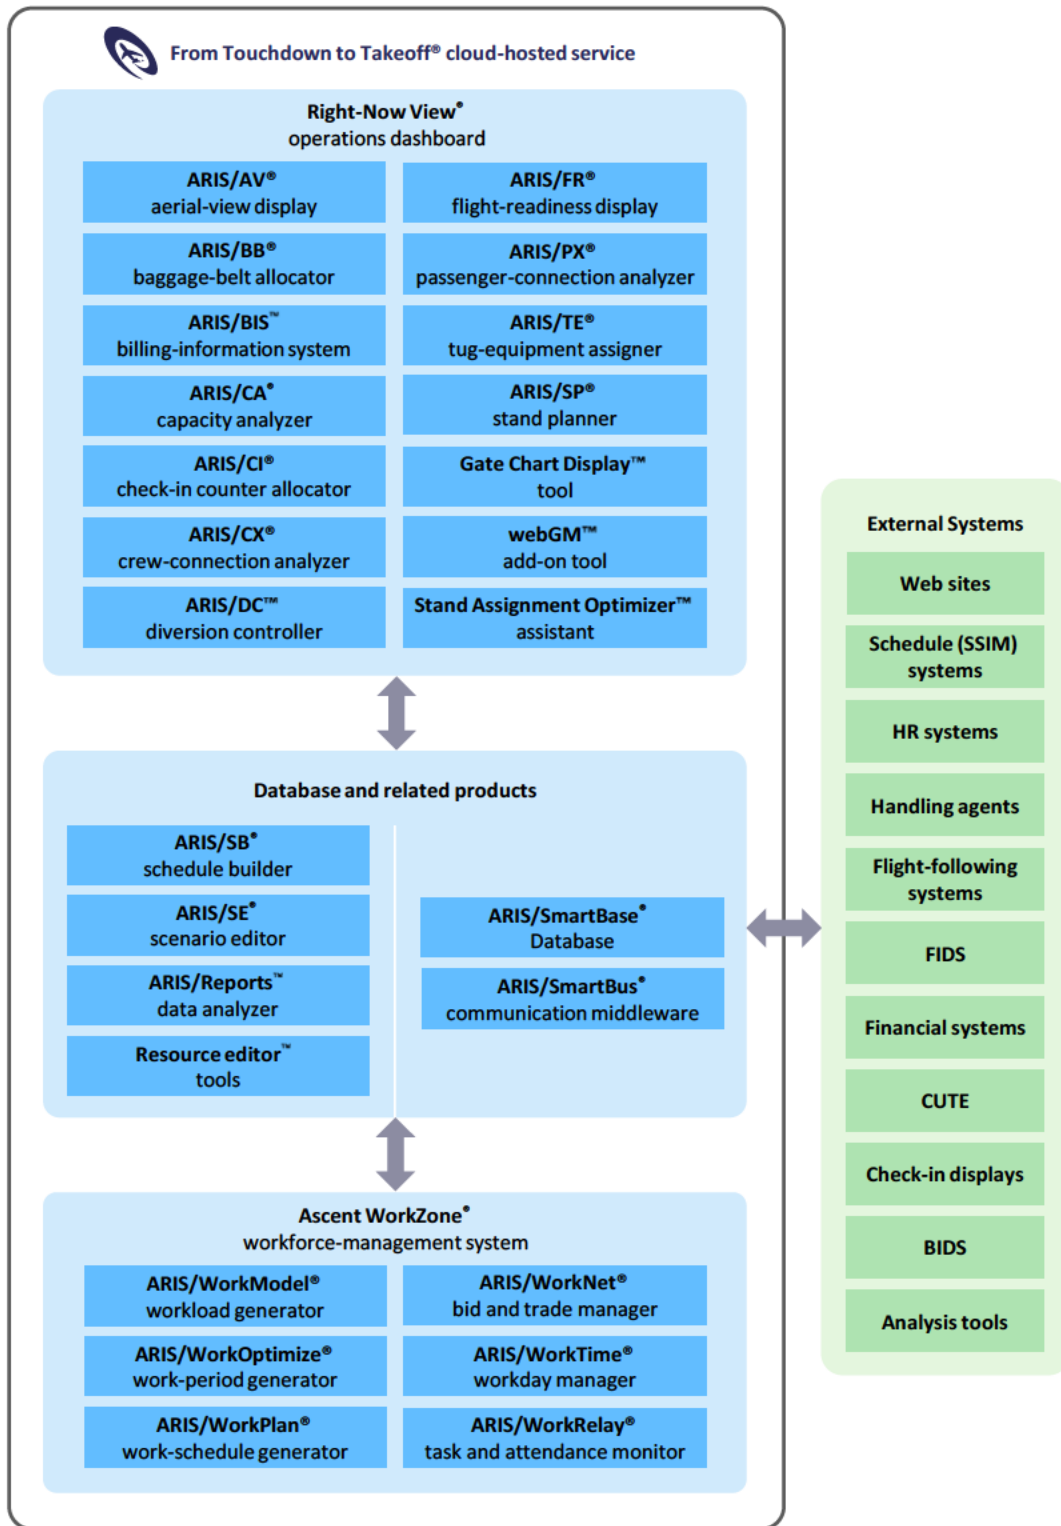 From Touchdown to Takeoff® cloud-hosted service
Right-Now View®
operations dashboard
ARIS/AV®
aerial-view display
ARIS/FR®
flight-readiness display
ARIS/BB®
baggage-belt allocator
ARIS/PX®
passenger-connection analyzer
ARIS/BIS™
billing-information system
ARIS/TE®
tug-equipment assigner
ARIS/CA®
capacity analyzer
ARIS/SP®
stand planner
ARIS/CI®
check-in counter allocator
Gate Chart Display™
tool
ARIS/CX®
crew-connection analyzer
webGM™
add-on tool
ARIS/DC™
diversion controller
Stand Assignment Optimizer™
assistant
Database and related products
ARIS/SB®
schedule builder
ARIS/SE®
scenario editor
ARIS/Reports™
data analyzer
Resource editor™
tools
ARIS/SmartBase®
Database
ARIS/SmartBus®
communication middleware
Ascent WorkZone®
workforce-management system
ARIS/WorkModel®
workload generator
ARIS/WorkNet®
bid and trade manager
ARIS/WorkOptimize®
work-period generator
ARIS/WorkTime®
workday manager
ARIS/WorkPlan®
work-schedule generator
ARIS/WorkRelay®
task and attendance monitor
External Systems
Web sites
Schedule (SSIM)
systems
HR systems
Handling agents
Flight-following
systems
FIDS
Financial systems
CUTE
Check-in displays
BIDS
Analysis tools